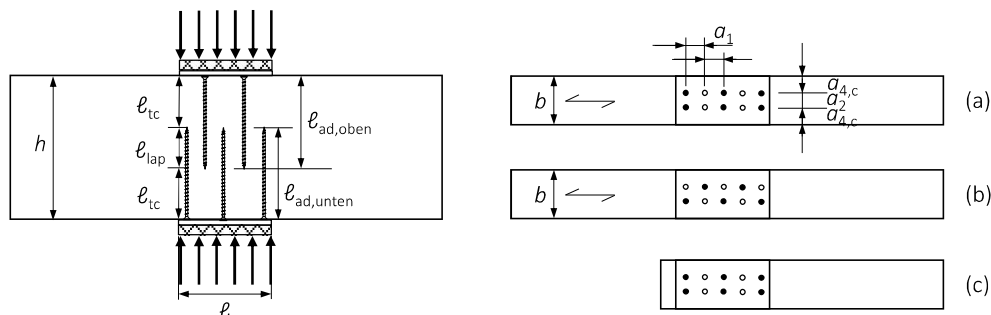 h
ℓtc
ℓlap
ℓtc
ℓad,oben
ℓad,unten
ℓ
a1
b
a4,c
a2
a4,c
(a)
b
(b)
(c)